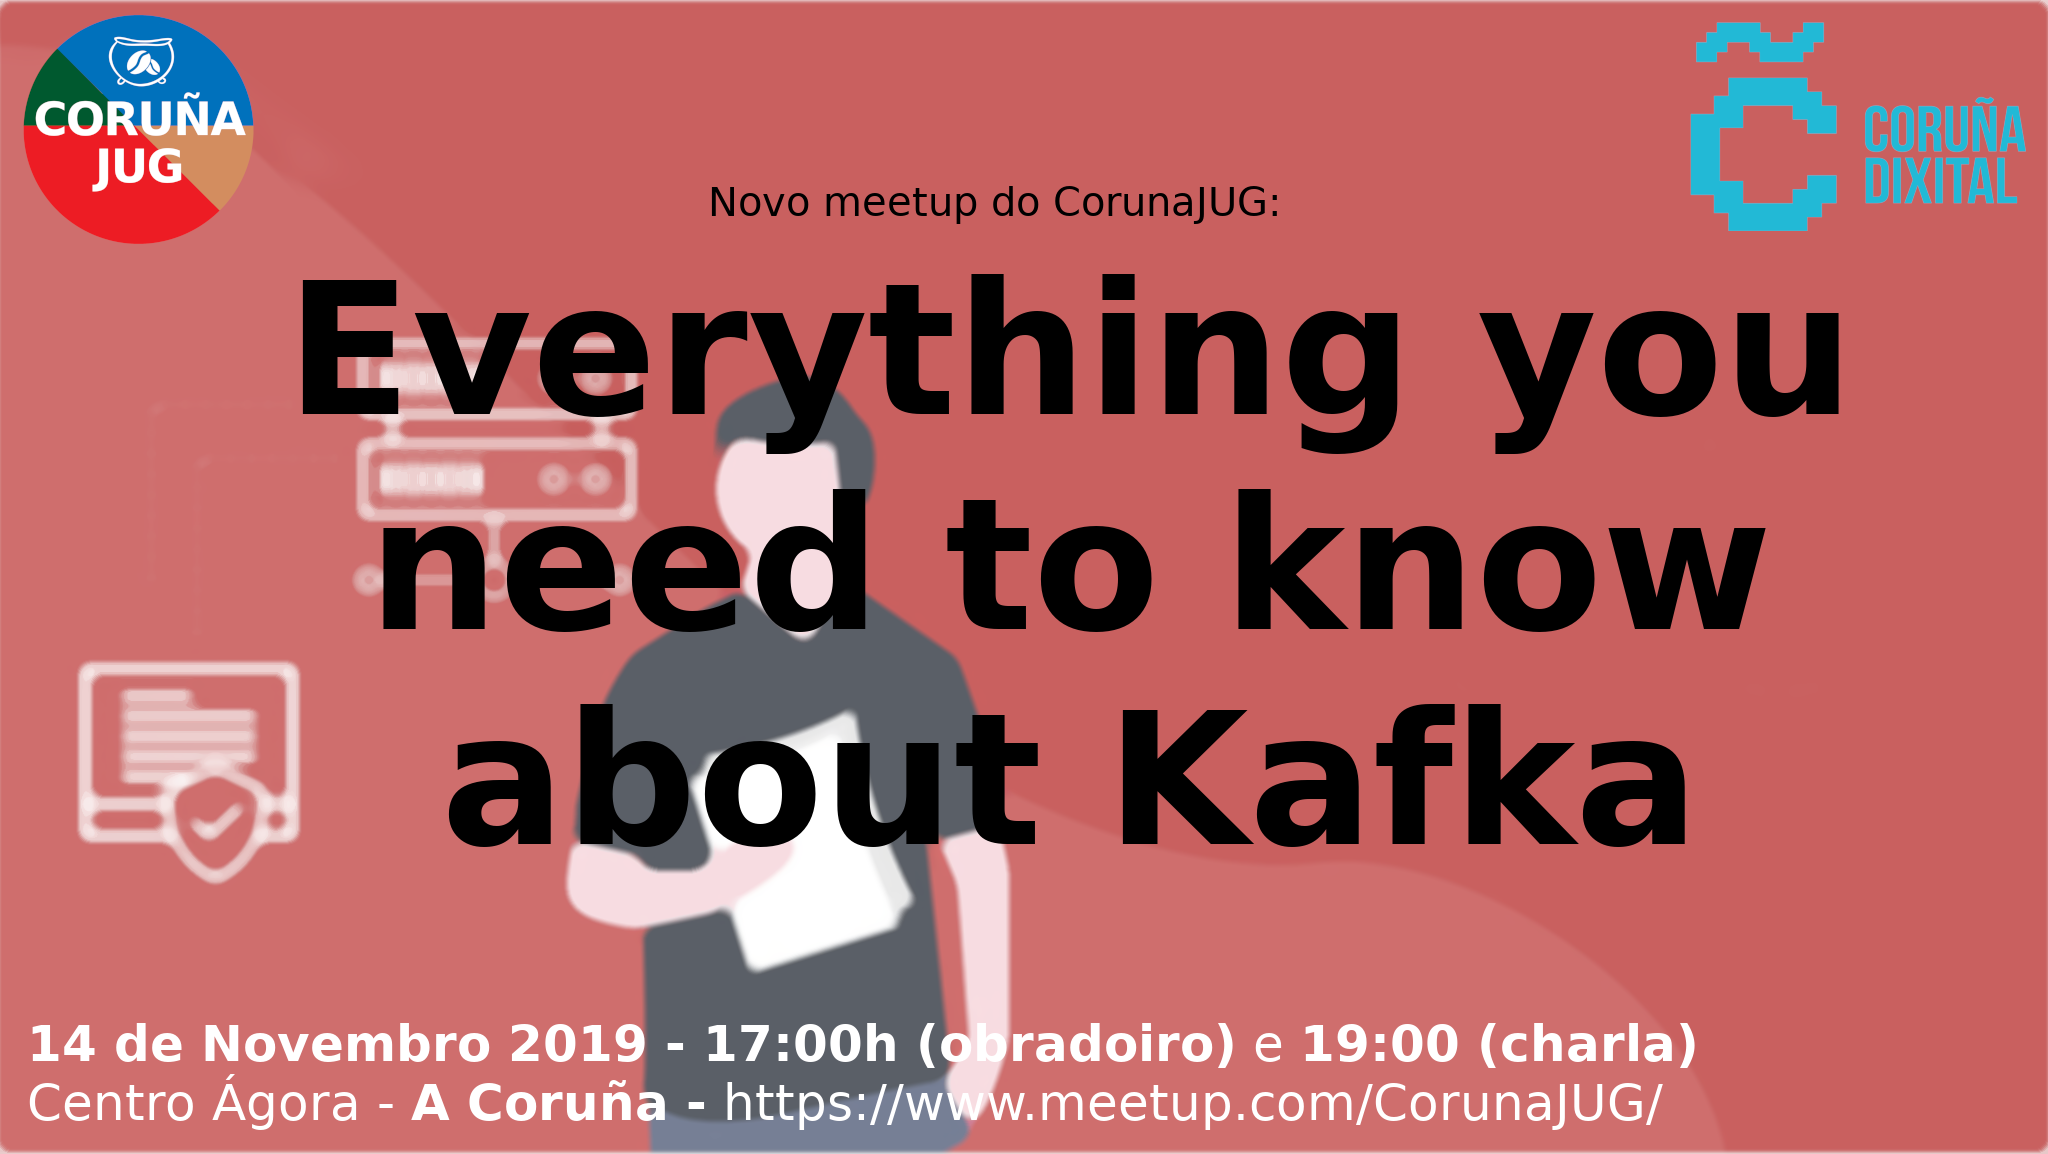 CORUÑA
JUG
CORUÑA
DIXITAL
Novo meetup do CorunaJUG:
Everything you
need to know
about Kafka
14 de Novembro 2019 - 17:00h (obradoiro) e 19:00 (charla)
Centro Ágora - A Coruña - https://www.meetup.com/CorunaJUG/